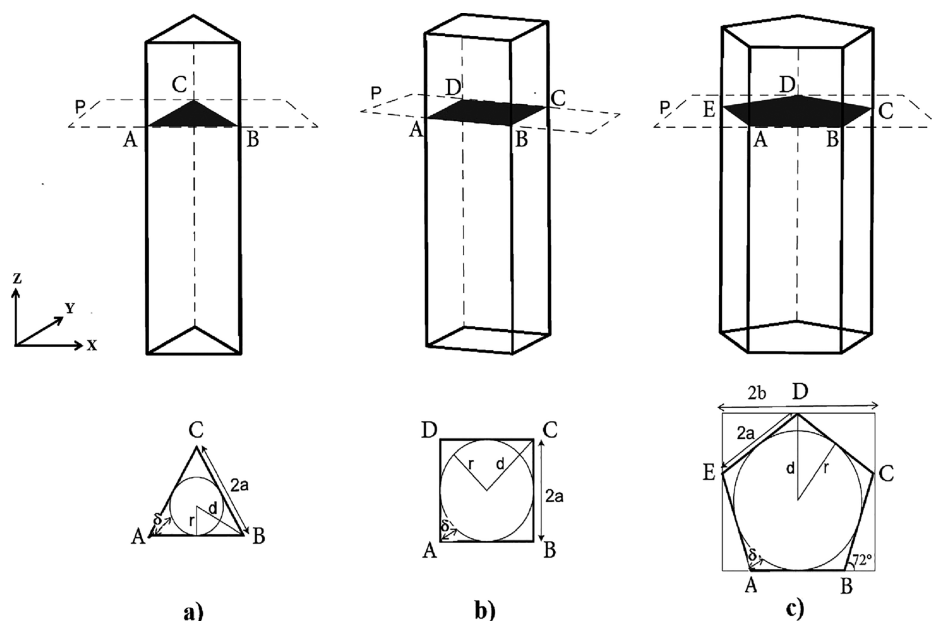 P C A B
P D C A B
P E D C A B
Z Y X
C 2a δ r d A B
D C r d 2a δ A B
2b D 2a E d r C δ 72° A B
a) b) c)